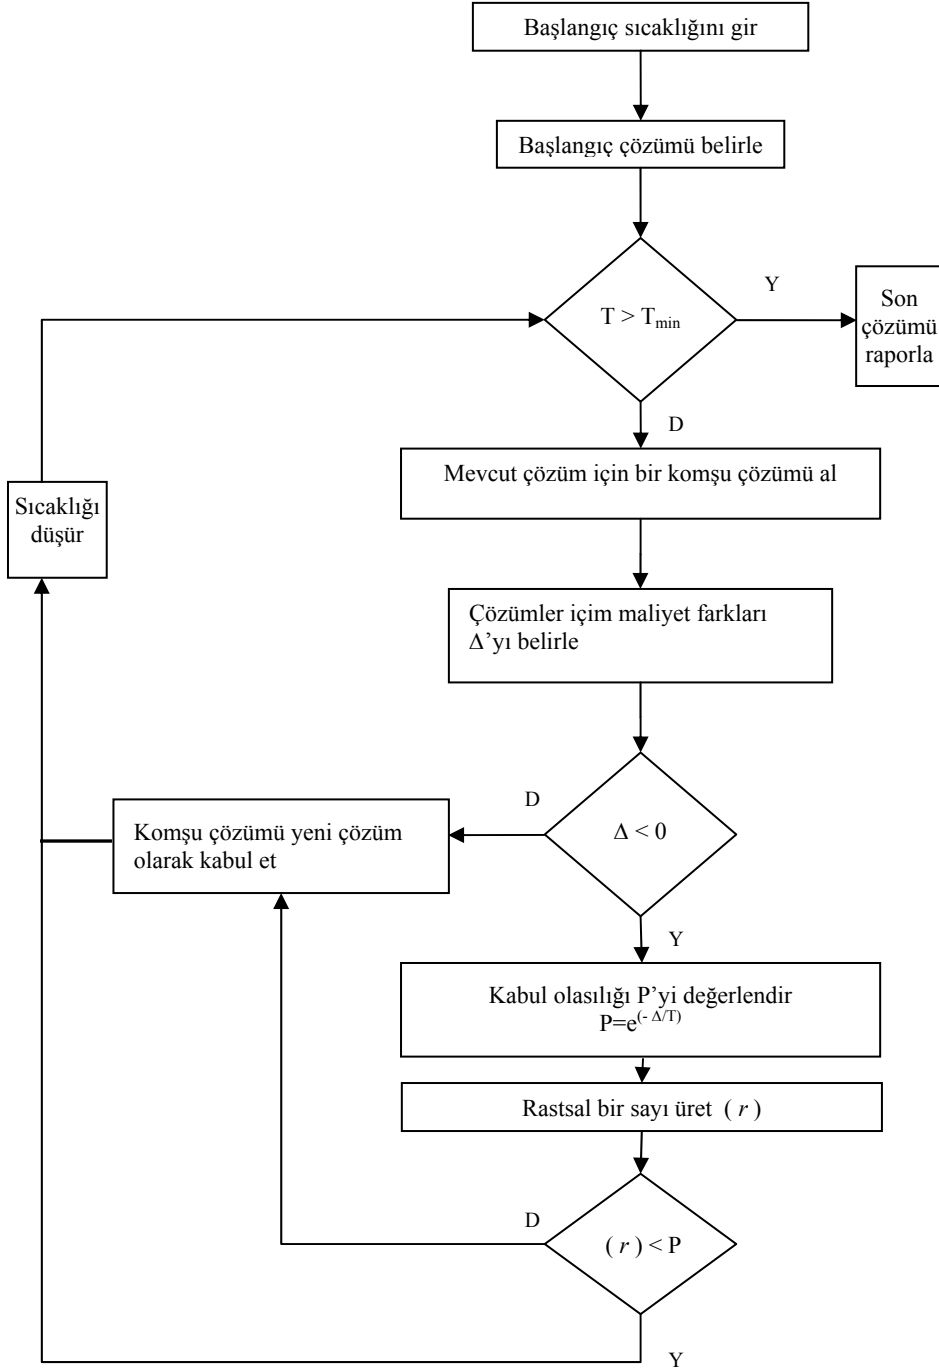 Başlangıç sıcaklığını gir
Başlangıç çözümü belirle
T > Tmin
Y
Son
çözümü
raporla
D
Mevcut çözüm için bir komşu çözümü al
Sıcaklığı
düşür
Çözümler içim maliyet farkları
Δ’yı belirle
Δ < 0
D
Komşu çözümü yeni çözüm
olarak kabul et
Y
Kabul olasılığı P’yi değerlendir
P=e(- Δ/T)
Rastsal bir sayı üret ( r )
D
( r ) < P
Y